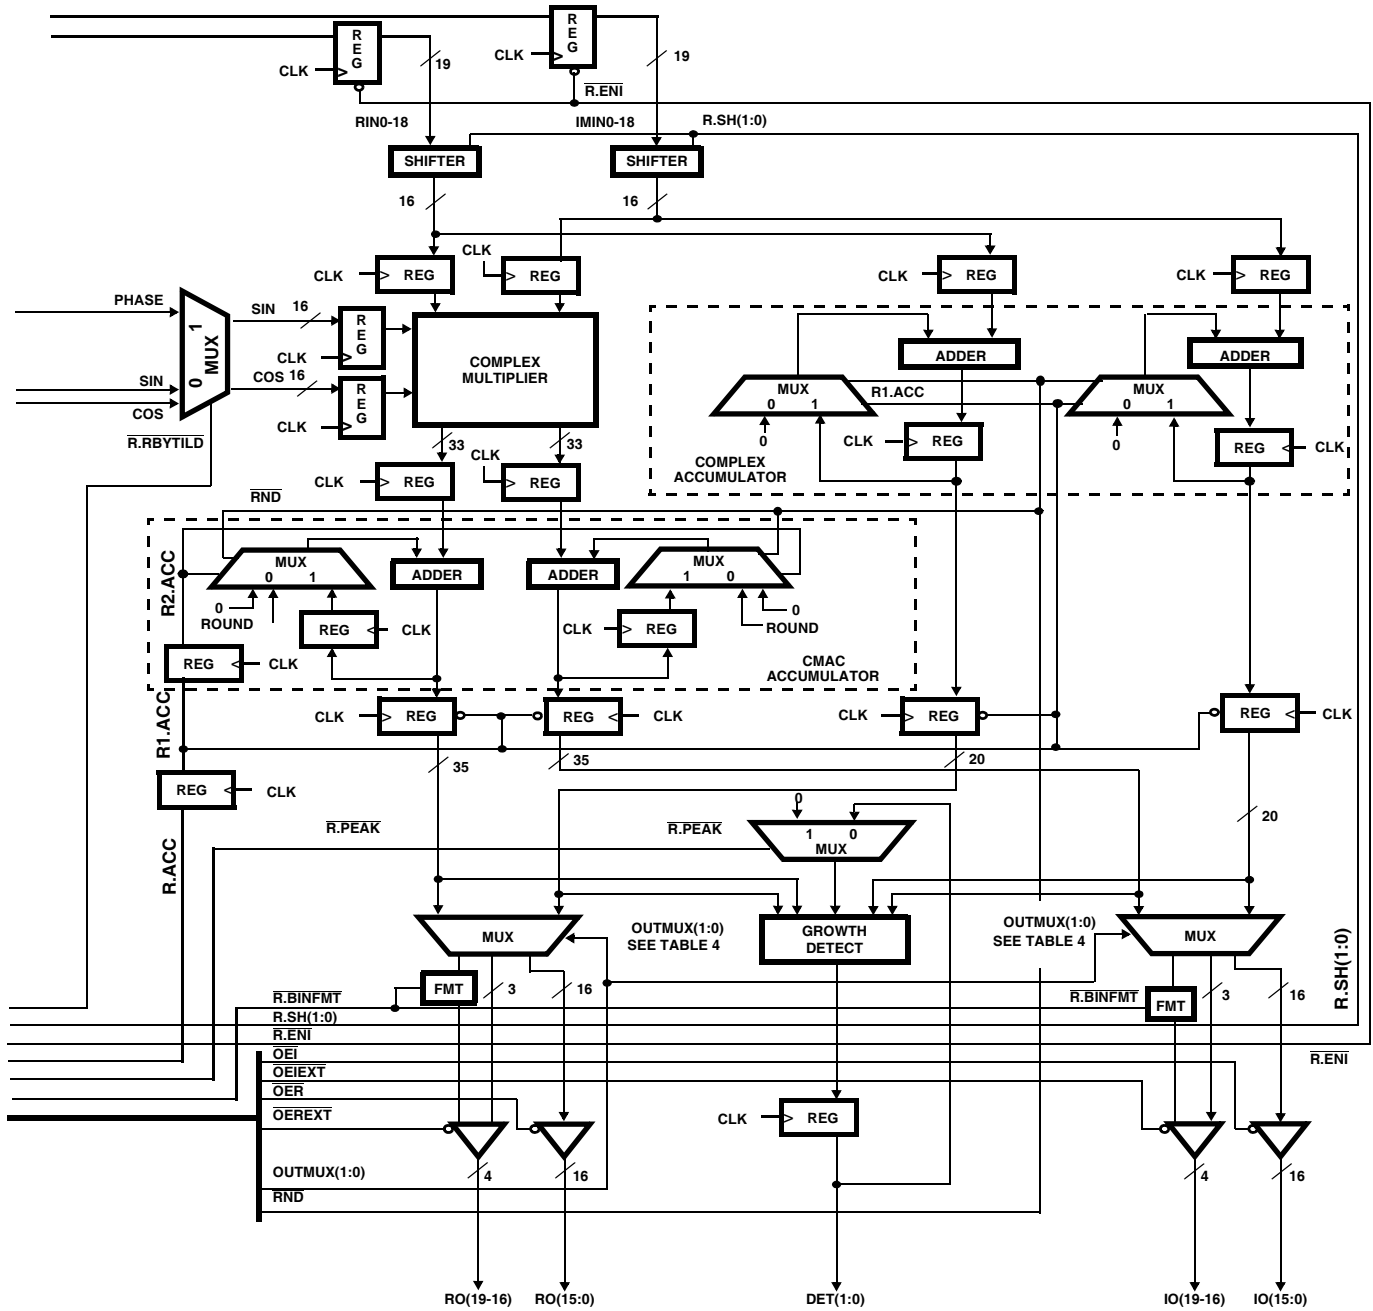 R
E
G
CLK
19
R
E
G
CLK
19
R.ENI
RIN0-18
IMIN0-18
R.SH(1:0)
SHIFTER
SHIFTER
16
16
CLK
REG
CLK
REG
CLK
REG
CLK
REG
PHASE
SIN
COS
MUX
1
0
R.RBYTILD
SIN
16
COS
16
R
E
G
CLK
R
E
G
CLK
COMPLEX
MULTIPLIER
33
33
CLK
REG
CLK
REG
ADDER
ADDER
MUX
0
1
R1.ACC
MUX
0
1
0
0
CLK
REG
REG
CLK
COMPLEX
ACCUMULATOR
RND
R2.ACC
MUX
0
1
ADDER
ADDER
MUX
1
0
0
ROUND
0
ROUND
REG
CLK
CLK
REG
REG
CLK
CMAC
ACCUMULATOR
R1.ACC
CLK
REG
REG
CLK
CLK
REG
REG
CLK
35
35
20
20
REG
CLK
R.ACC
R.PEAK
R.PEAK
0
1
0
MUX
MUX
OUTMUX(1:0)
SEE TABLE 4
GROWTH
DETECT
OUTMUX(1:0)
SEE TABLE 4
MUX
R.SH(1:0)
FMT
3
16
FMT
3
16
R.BINFMT
R.BINFMT
R.SH(1:0)
R.ENI
R.ENI
OEI
OEIEXT
OER
OEREXT
CLK
REG
OUTMUX(1:0)
RND
4
16
4
16
RO(19-16)
RO(15:0)
DET(1:0)
IO(19-16)
IO(15:0)